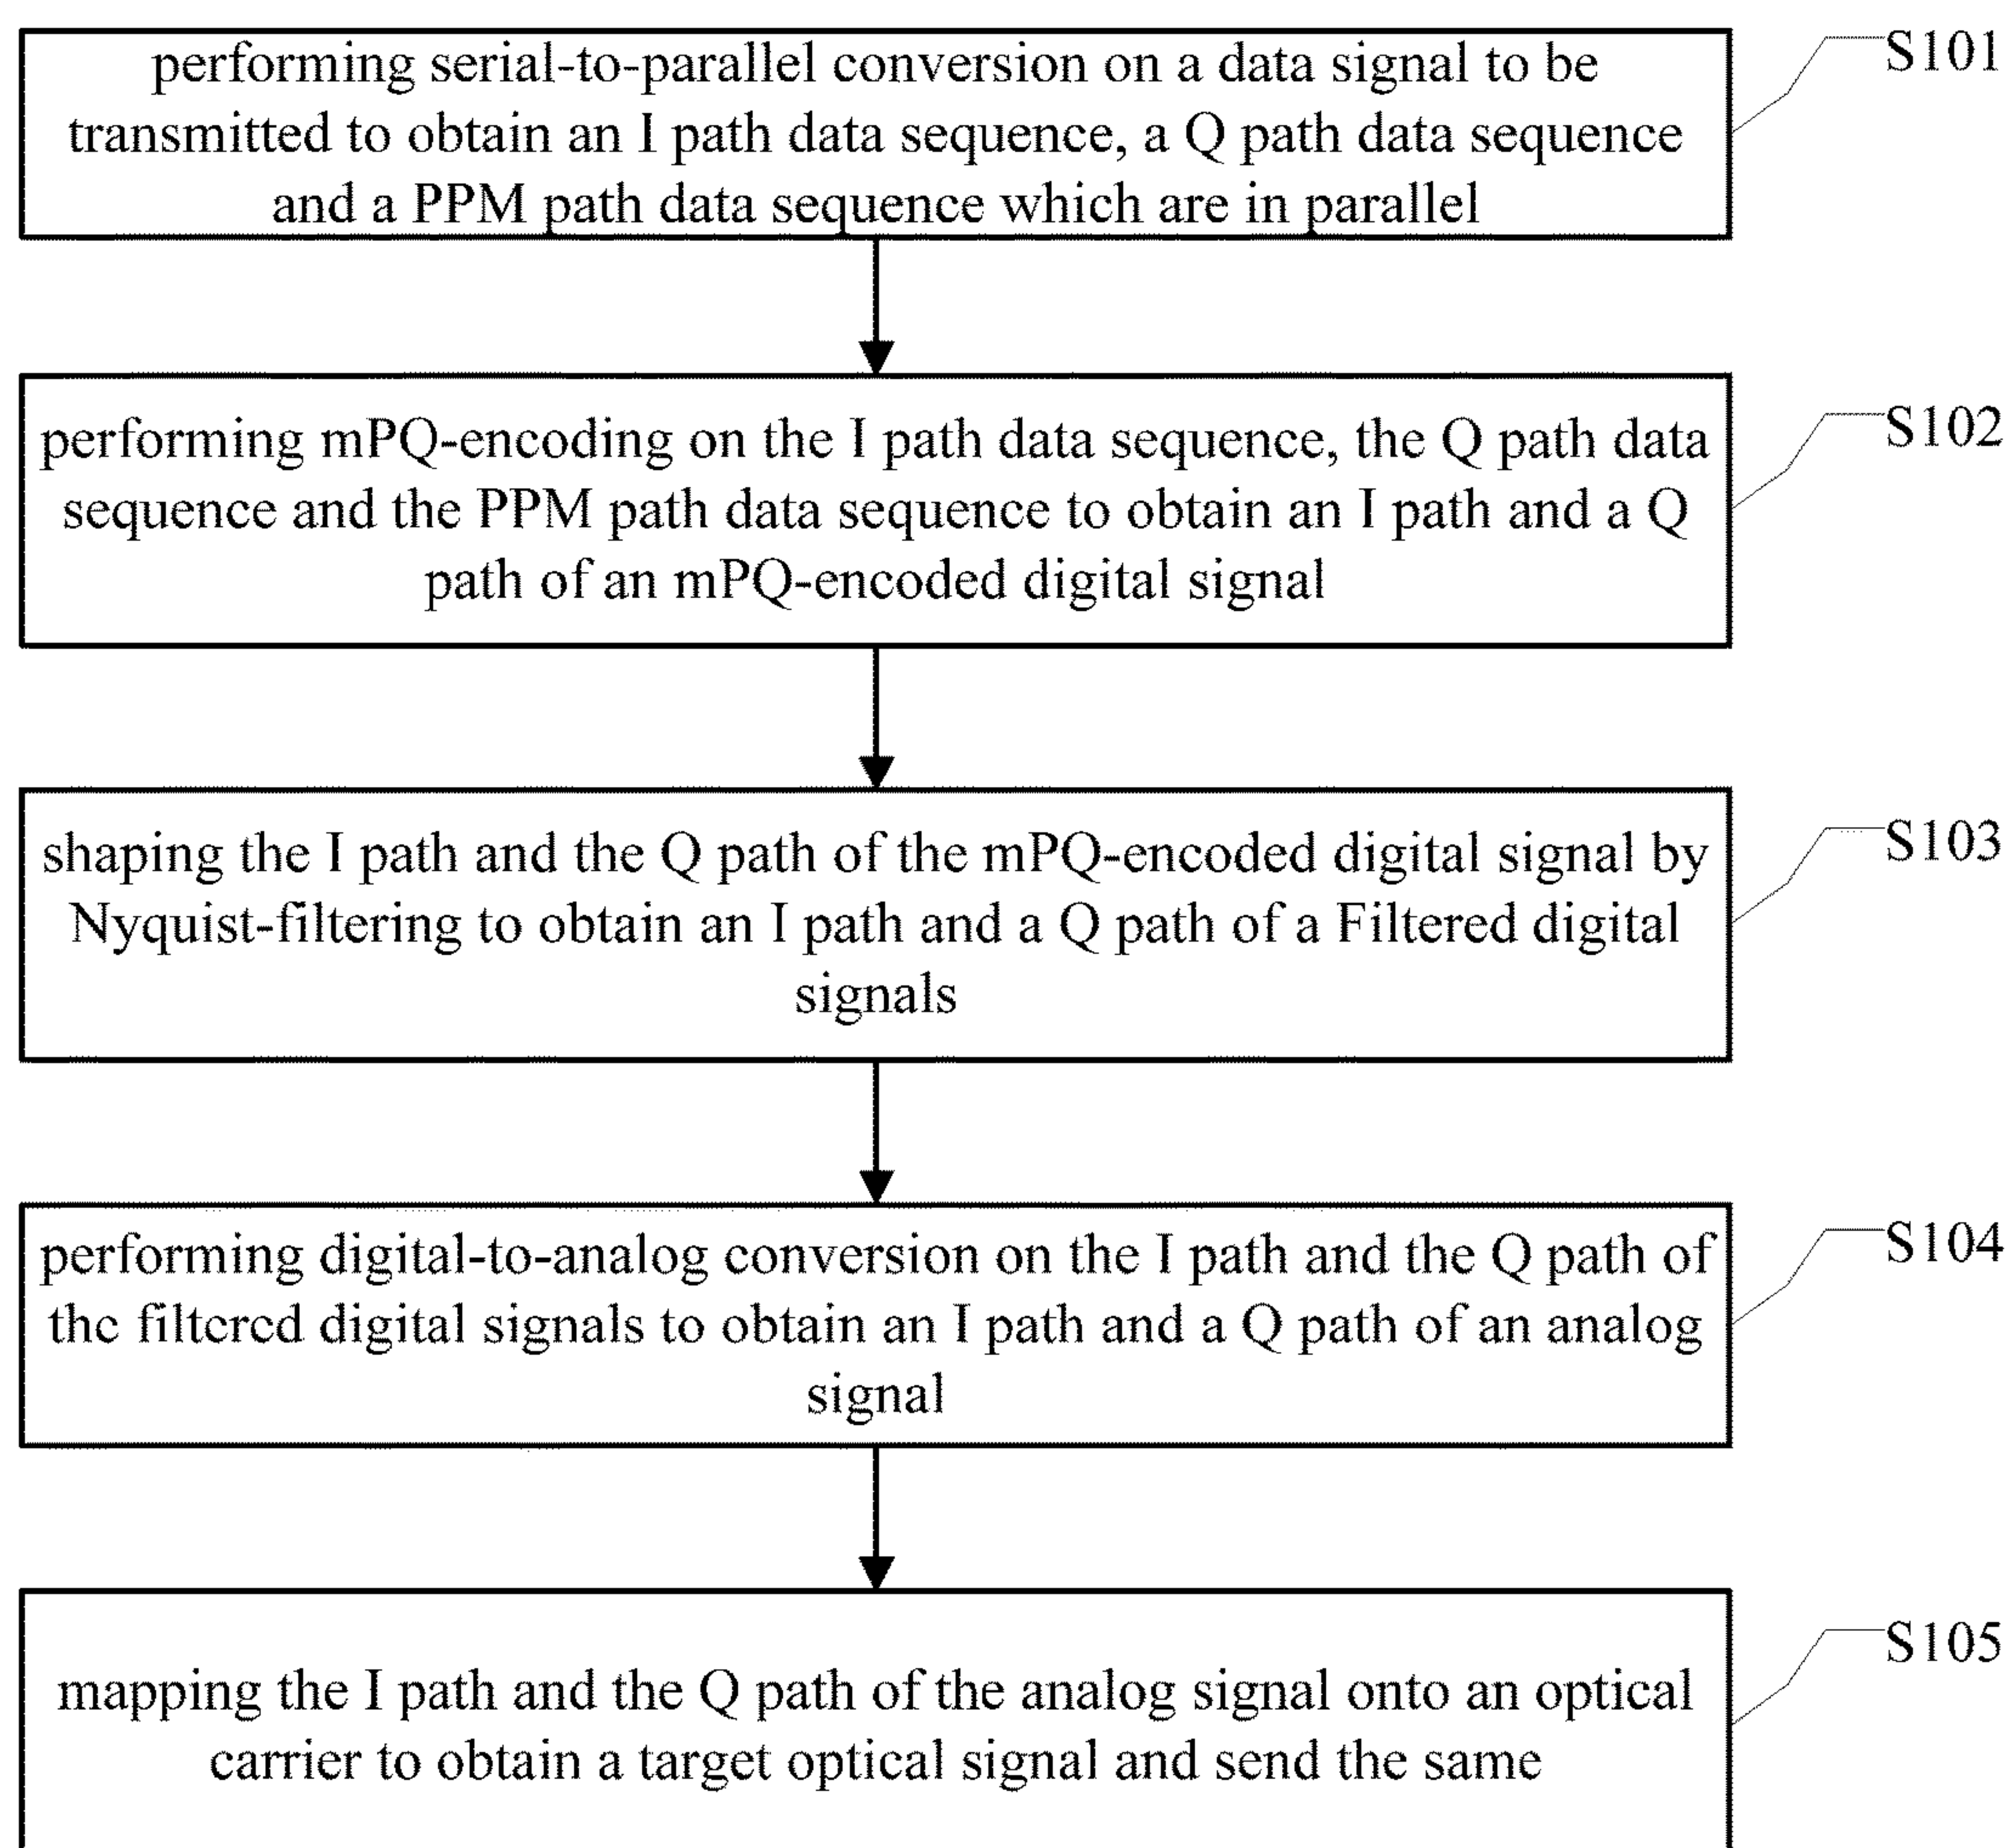 performing serial-to-parallel conversion on a data signal to be
transmitted to obtain an I path data sequence, a Q path data sequence
and a PPM path data sequence which are in parallel
S101
performing mPQ-encoding on the I path data sequence, the Q path data
sequence and the PPM path data sequence to obtain an I path and a Q
path of an mPQ-encoded digital signal
S102
shaping the I path and the Q path of the mPQ-encoded digital signal by
Nyquist-filtering to obtain an I path and a Q path of a Filtered digital
signals
S103
performing digital-to-analog conversion on the I path and the Q path of
the filtered digital signals to obtain an I path and a Q path of an analog
signal
S104
mapping the I path and the Q path of the analog signal onto an optical
carrier to obtain a target optical signal and send the same
S105